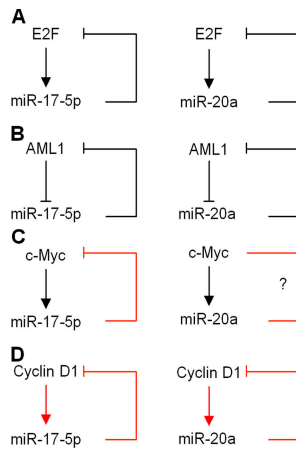 A
E2F E2F
miR-17-5p miR-20a
B
AML1 AML1
miR-17-5p miR-20a
C
c-Myc c-Myc
?
miR-17-5p miR-20a
D
Cyclin D1 Cyclin D1
miR-17-5p miR-20a